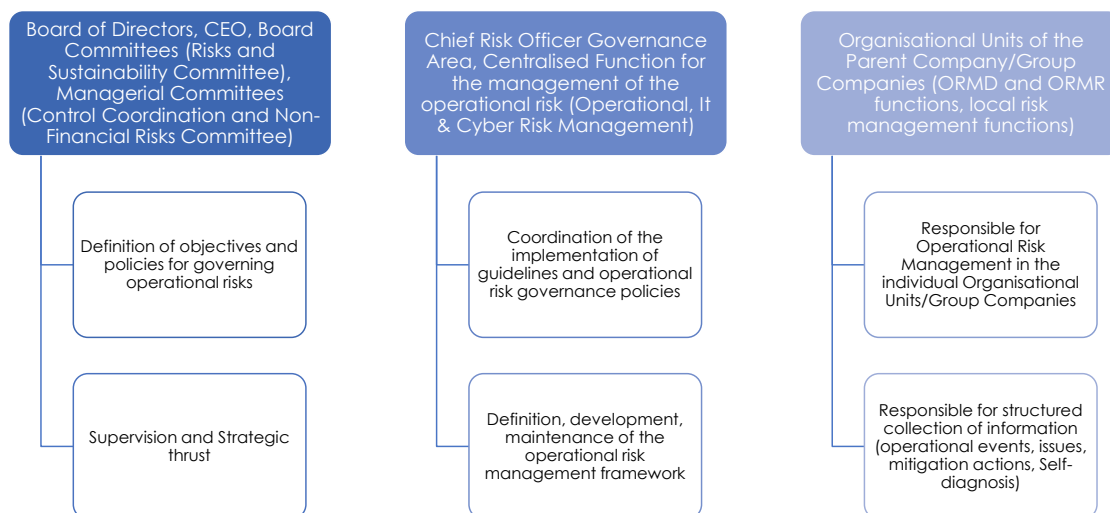 Board of Directors, CEO, Board
Committees (Risks and
Sustainability Committee),
Managerial Committees
(Control Coordination and Non-
Financial Risks Committee)
Definition of objectives and
policies for governing
operational risks
Supervision and Strategic
thrust
Chief Risk Officer Governance
Area, Centralised Function for
the management of the
operational risk (Operational, It
& Cyber Risk Management)
Coordination of the
implementation of
guidelines and operational
risk governance policies
Definition, development,
maintenance of the
operational risk
management framework
Organisational Units of the
Parent Company/Group
Companies (ORMD and ORMR
functions, local risk
management functions)
Responsible for
Operational Risk
Management in the
individual Organisational
Units/Group Companies
Responsible for structured
collection of information
(operational events, issues,
mitigation actions, Self-
diagnosis)